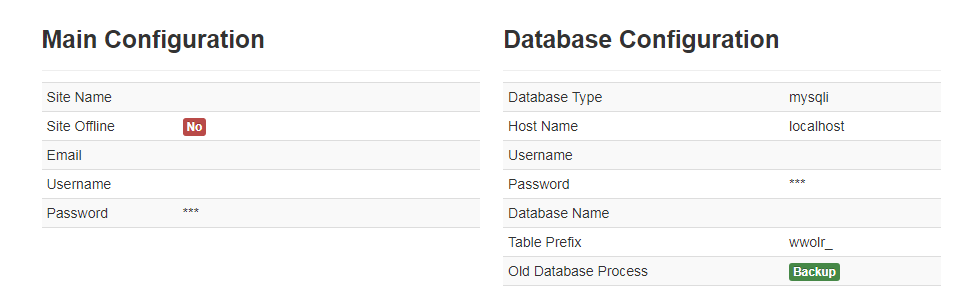 Main Configuration
Site Name
Site Offline No
Email
Username
Password ***
Database Configuration
Database Type mysqli
Host Name localhost
Username
Password ***
Database Name
Table Prefix wwolr_
Old Database Process Backup